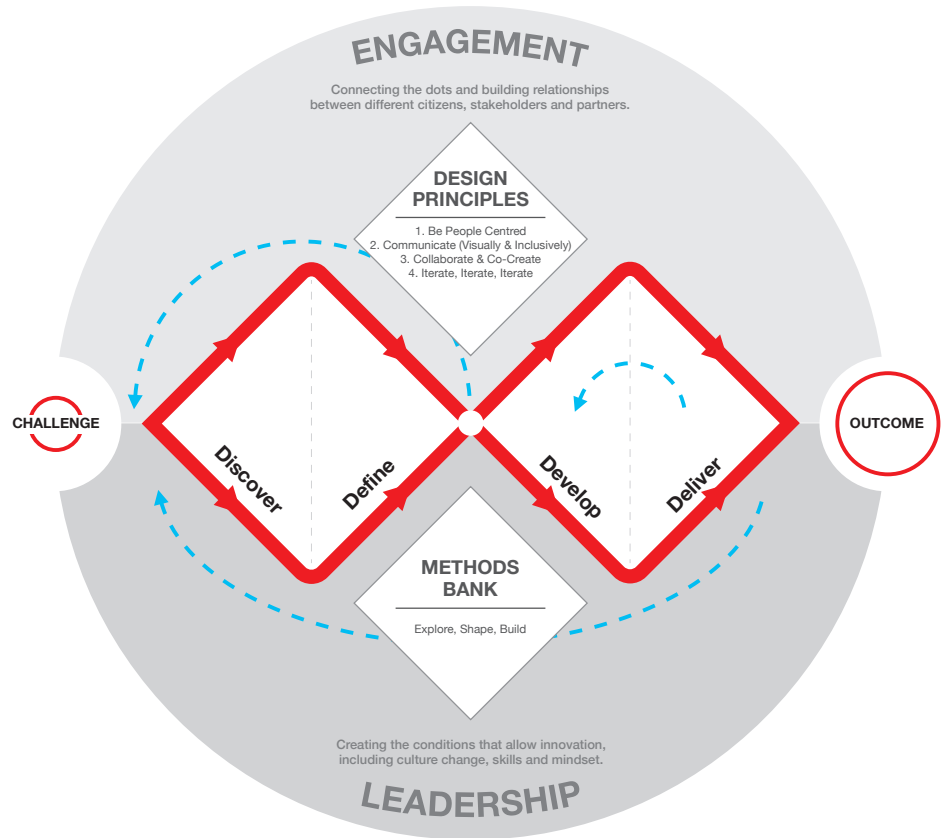 ENGAGEMENT
Connecting the dots and building relationships
between different citizens, stakeholders and partners.
DESIGN
PRINCIPLES
1. Be People Centred
2. Communicate (Visually & Inclusively)
3. Collaborate & Co-Create
4. Iterate, Iterate, Iterate
CHALLENGE
OUTCOME
Discover
Define
Develop
Deliver
METHODS
BANK
Explore, Shape, Build
Creating the conditions that allow innovation,
including culture change, skills and mindset.
LEADERSHIP